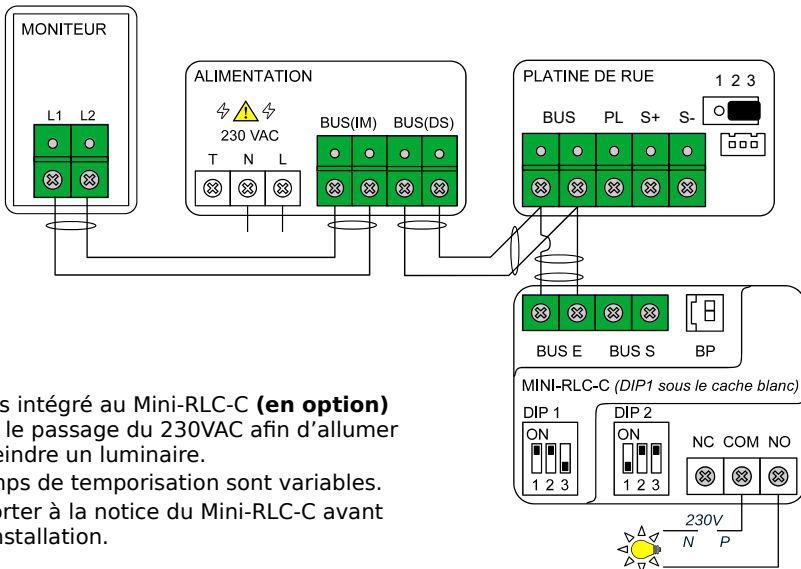 MONITEUR
L1 L2
ALIMENTATION
230 VAC
T N L
BUS(IM) BUS(DS)
PLATINE DE RUE
1 2 3
BUS PL S+ S-
BUS E BUS S BP
MINI-RLC-C (DIP1 sous le cache blanc)
DIP 1 DIP 2
ON ON
1 2 3 1 2 3
NC COM NO
230V
N P
s intégré au Mini-RLC-C (en option)
le passage du 230VAC afin d’allumer
eindre un luminaire.
ps de temporisation sont variables.
orter à la notice du Mini-RLC-C avant
nstallation.